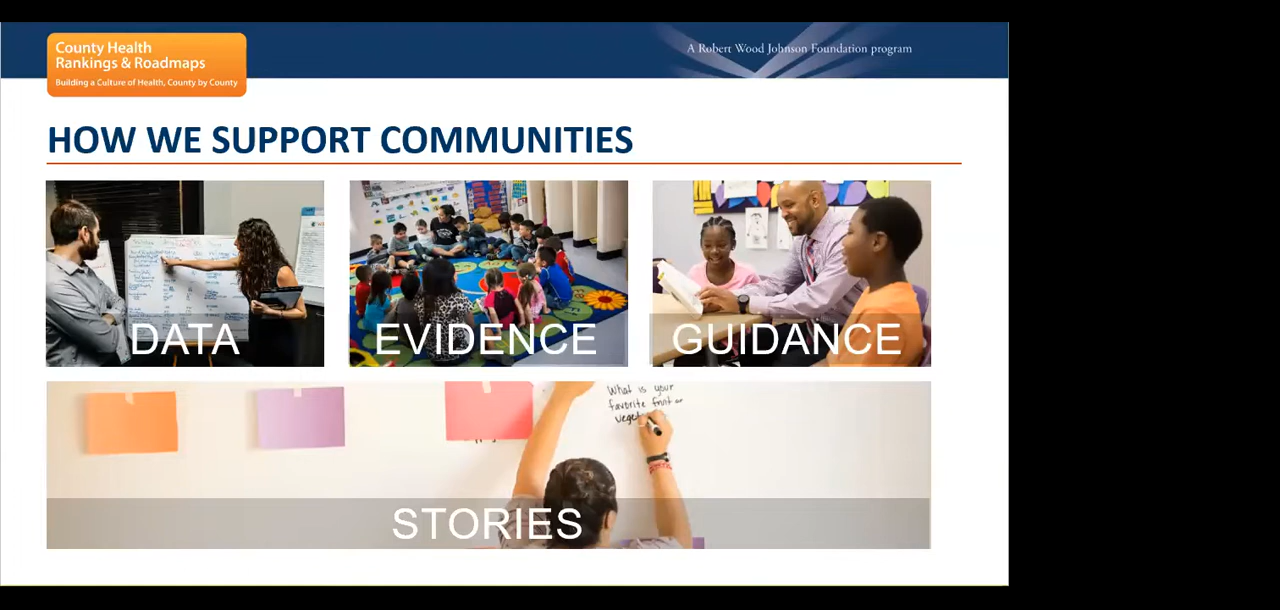 County Health
Rankings & Roadmaps
Building a Culture of Health, County by County
A Robert Wood Johnson Foundation program
HOW WE SUPPORT COMMUNITIES
DATA
EVIDENCE
GUIDANCE
What is your
favorite fruit or
veget
STORIES